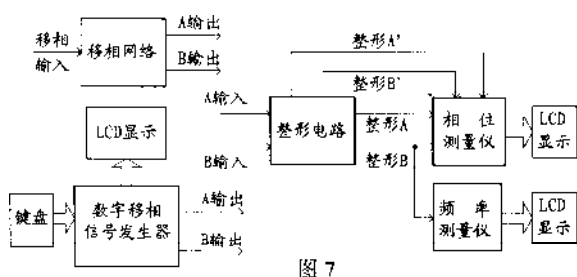 移相
输入
移相网络
A输出
B输出
LCD显示
键盘
数字移相
信号发生器
A输出
B输出
A输入
B输入
整形电路
整形A'
整形B'
整形A
整形B
相位
测量仪
LCD
显示
频率
测量仪
LCD
显示
图7